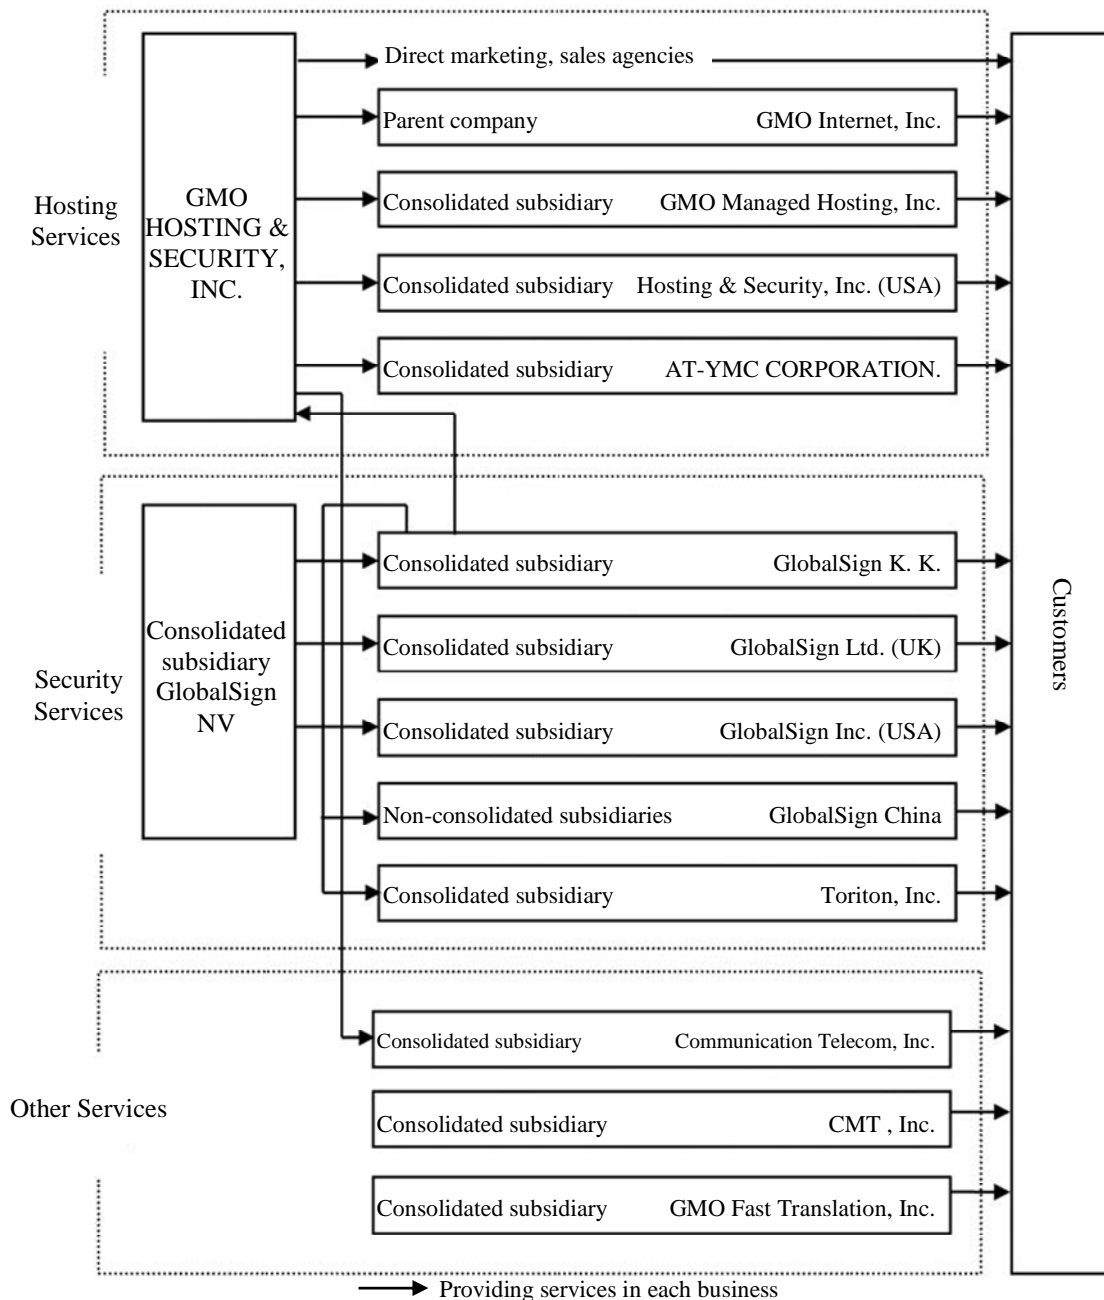 Direct marketing, sales agencies
Parent company GMO Internet, Inc.
Hosting
Services
GMO
HOSTING &
SECURITY,
INC.
Consolidated subsidiary GMO Managed Hosting, Inc.
Consolidated subsidiary Hosting & Security, Inc. (USA)
Consolidated subsidiary AT-YMC CORPORATION.
Security
Services
Consolidated
subsidiary
GlobalSign
NV
Consolidated subsidiary GlobalSign K. K.
Consolidated subsidiary GlobalSign Ltd. (UK)
Consolidated subsidiary GlobalSign Inc. (USA)
Non-consolidated subsidiaries GlobalSign China
Consolidated subsidiary Toriton, Inc.
Customers
Other Services
Consolidated subsidiary Communication Telecom, Inc.
Consolidated subsidiary CMT , Inc.
Consolidated subsidiary GMO Fast Translation, Inc.
Providing services in each business